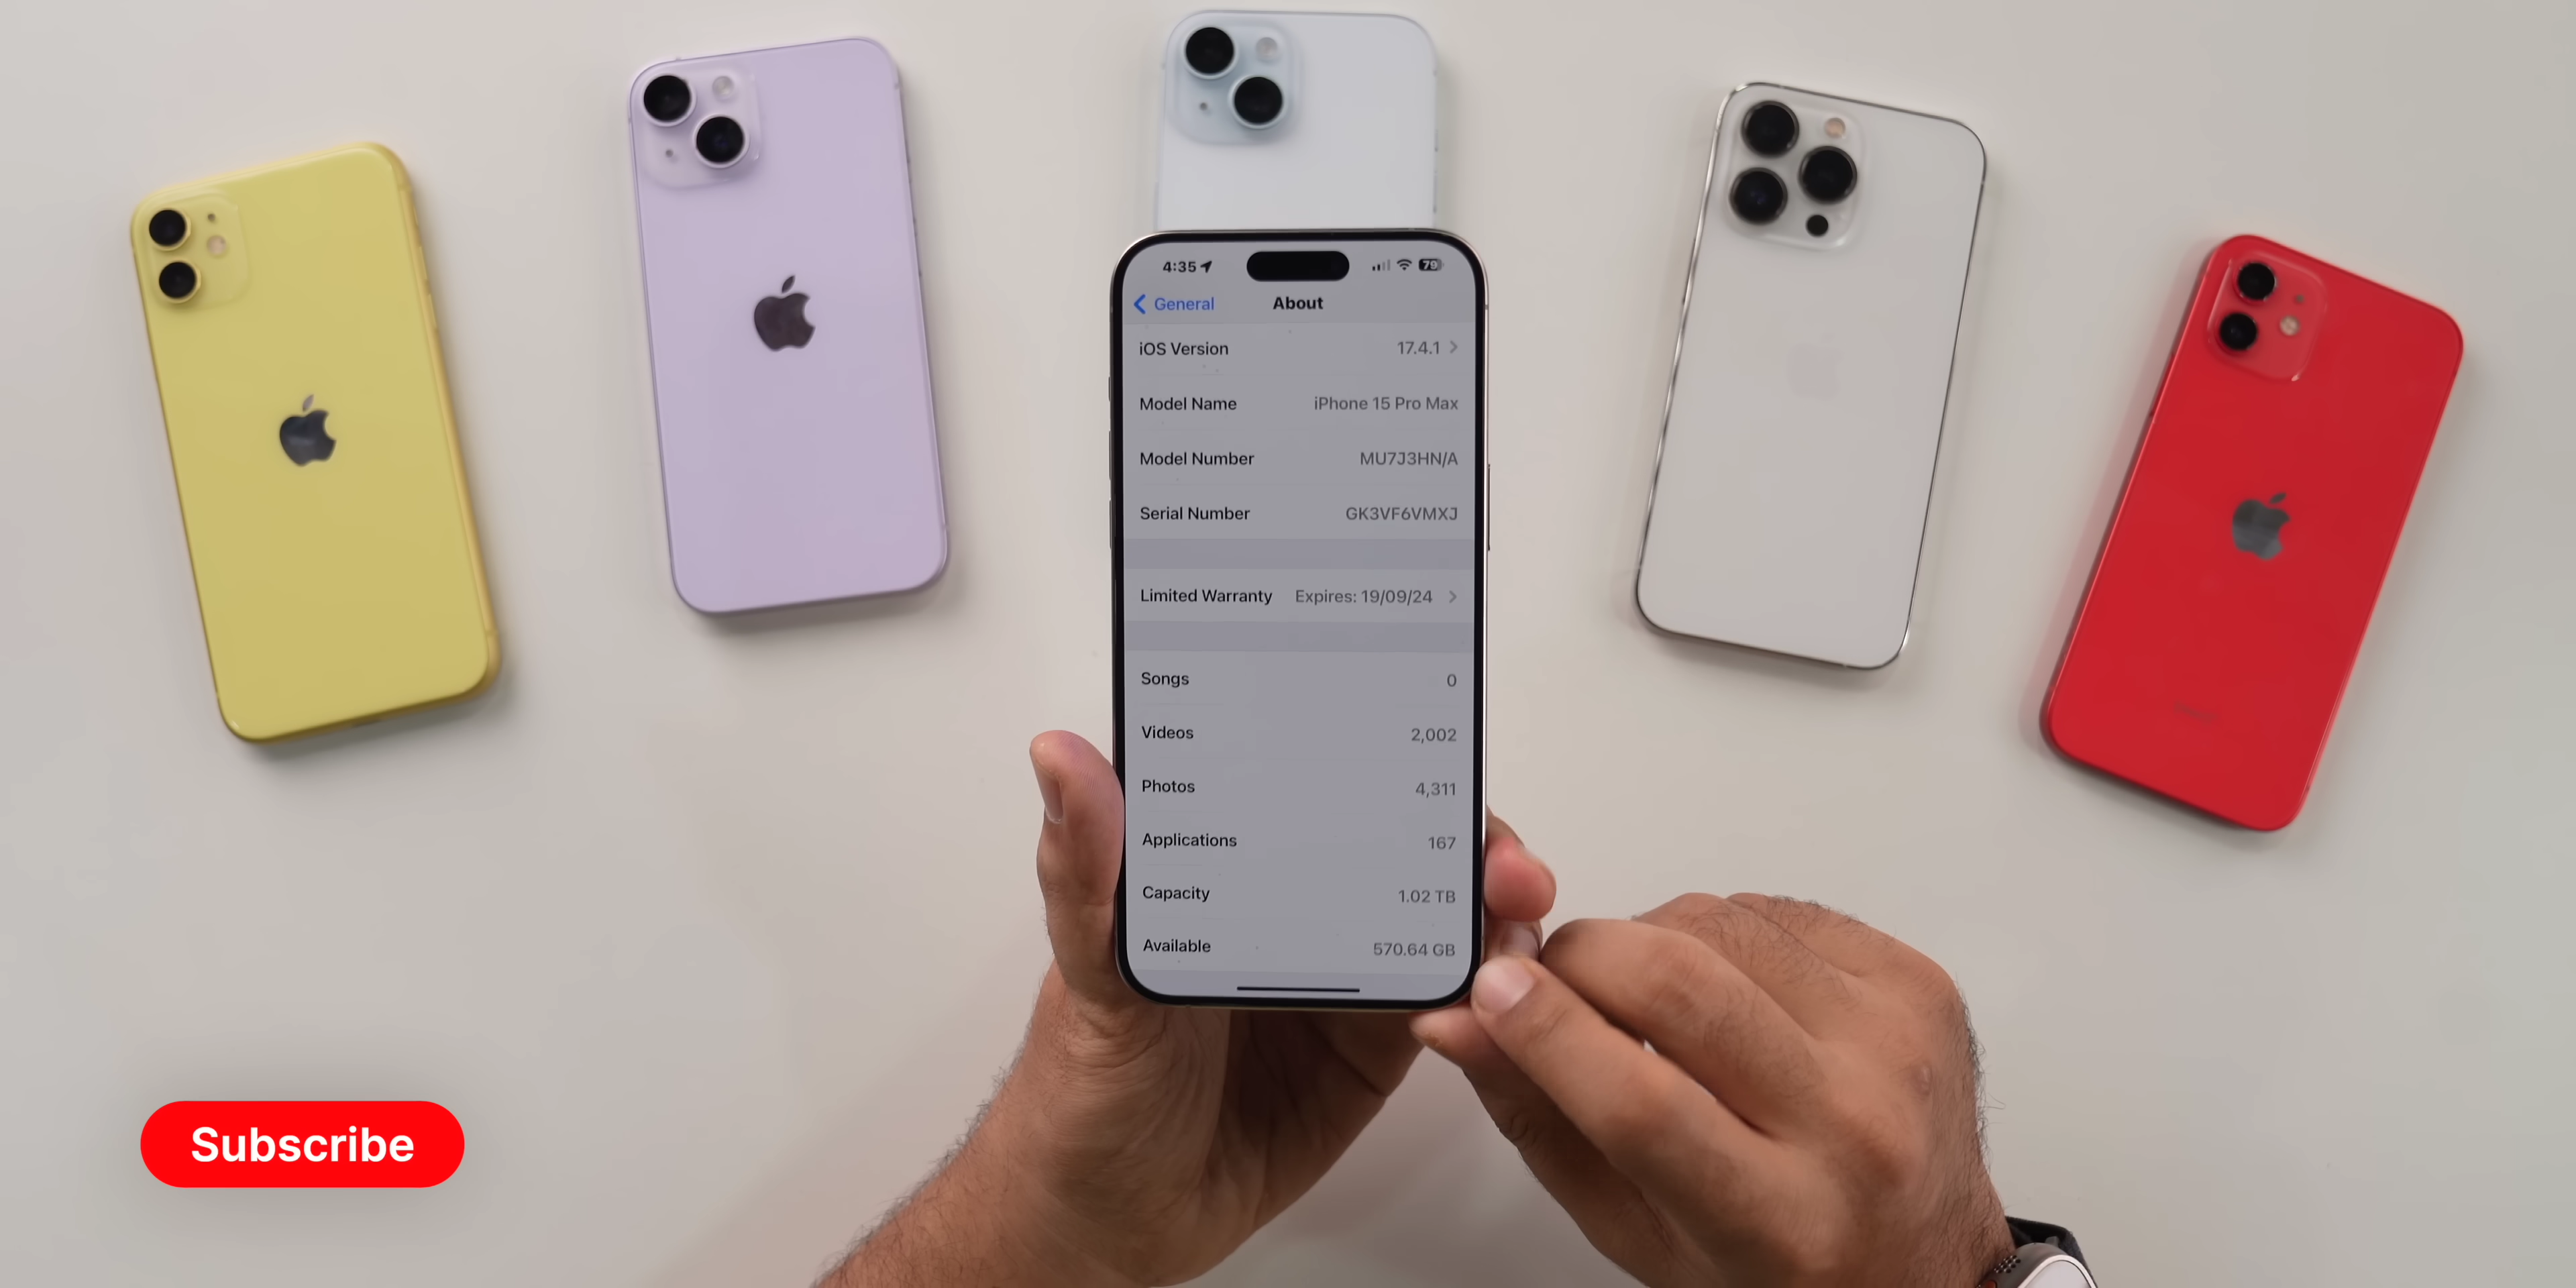 4:35
79
General
About
iOS Version 17.4.1
Model Name iPhone 15 Pro Max
Model Number MU7J3HN/A
Serial Number GK3VF6VMXJ
Limited Warranty Expires: 19/09/24
Songs 0
Videos 2,002
Photos 4,311
Applications 167
Capacity 1.02 TB
Available 570.64 GB
Subscribe